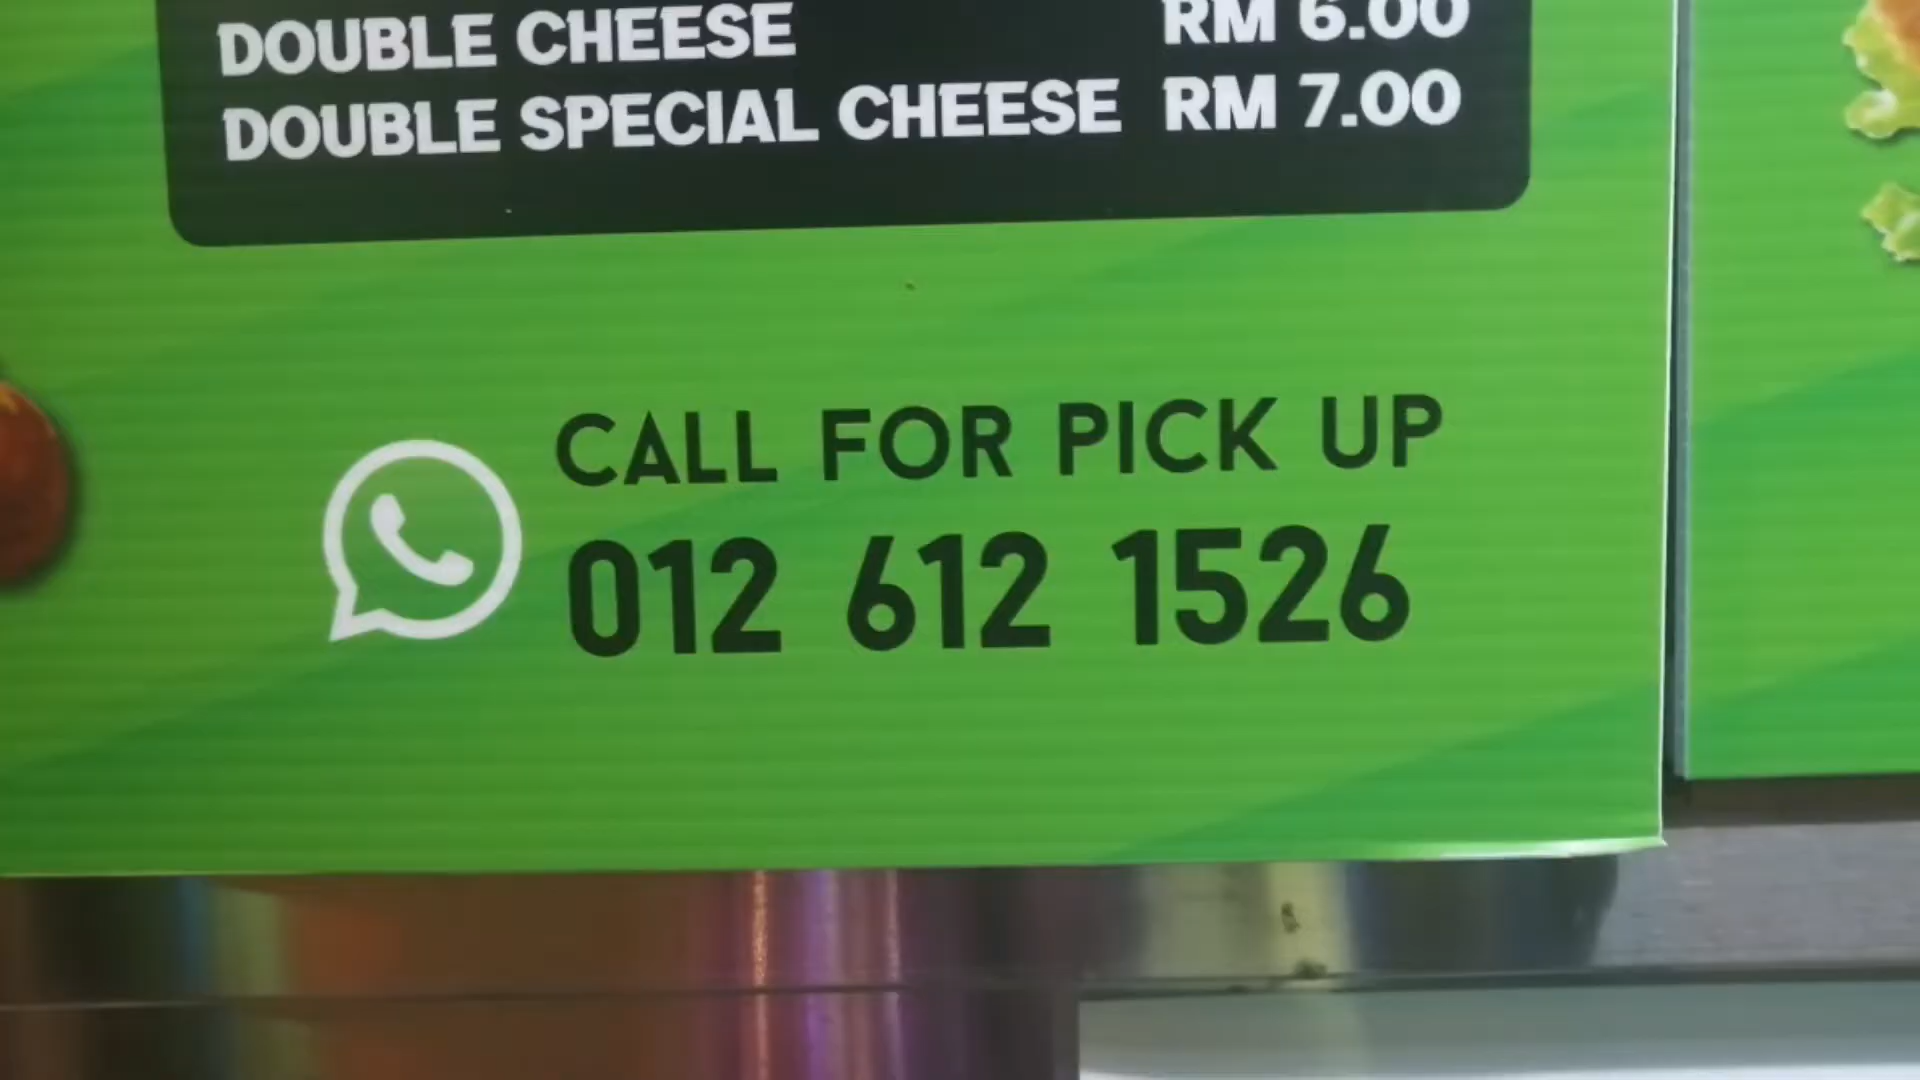 DOUBLE CHEESE RM 6.00
DOUBLE SPECIAL CHEESE RM 7.00
CALL FOR PICK UP
012 612 1526